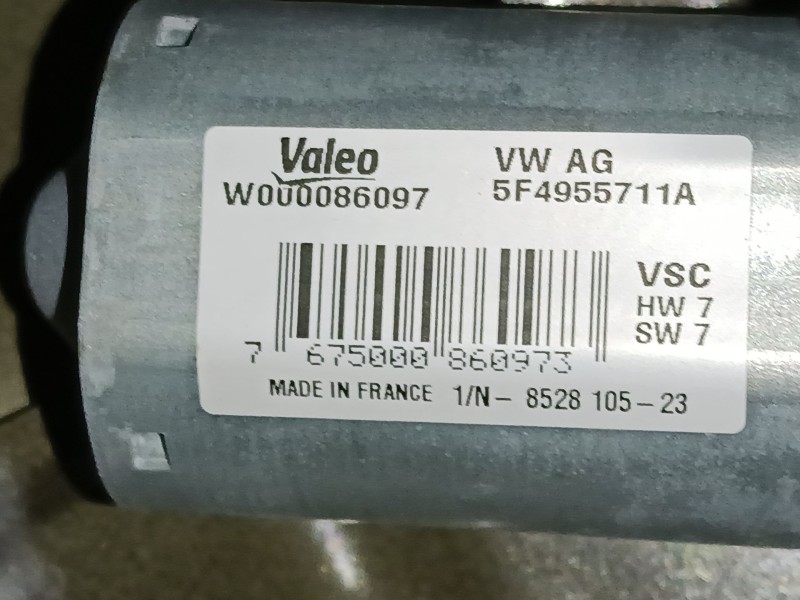 Valeo VW AG
W000086097 5F4955711A
VSC
HW 7
SW 7
7 675000 860973
MADE IN FRANCE 1/N- 8528 105-23